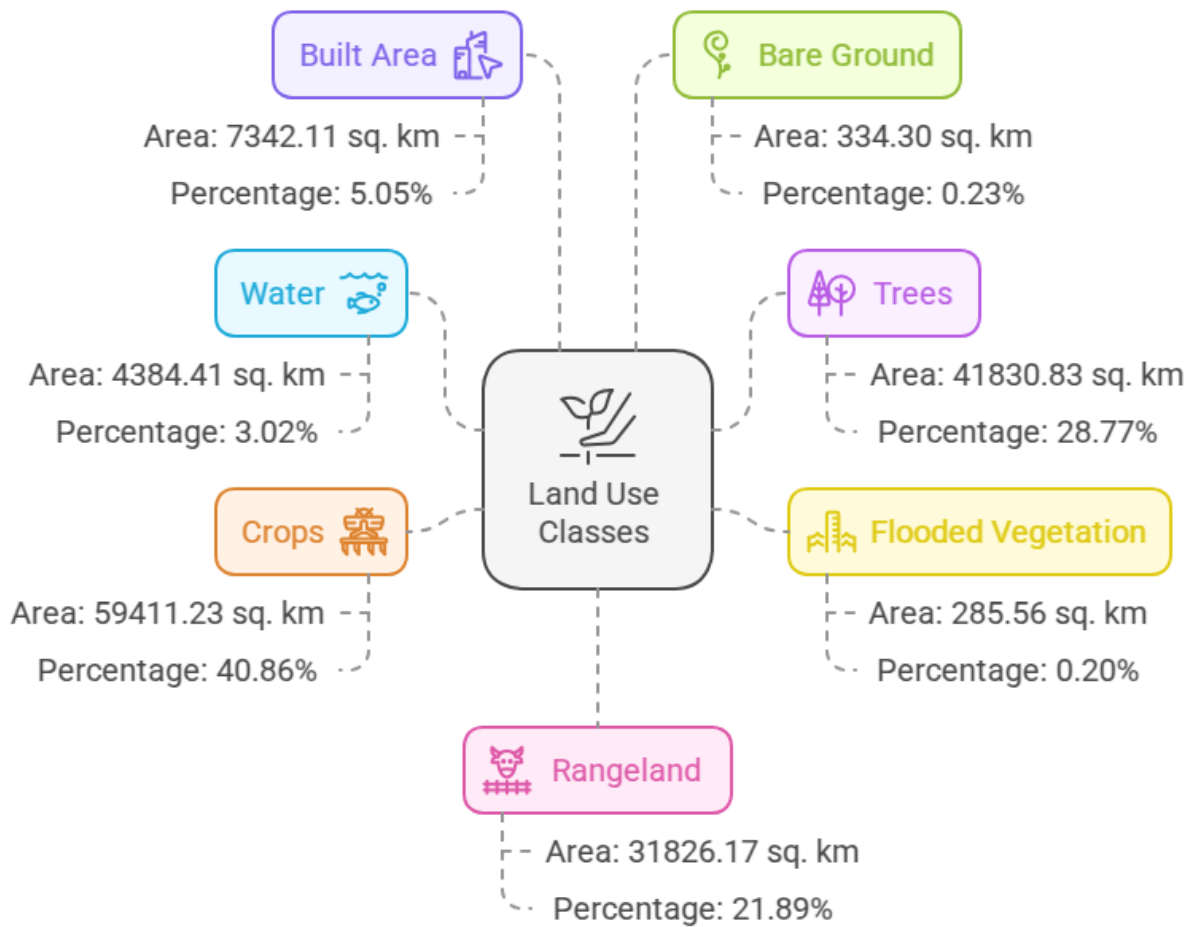 Built Area
Area: 7342.11 sq. km
Percentage: 5.05%
Bare Ground
Area: 334.30 sq. km
Percentage: 0.23%
Water
Area: 4384.41 sq. km
Percentage: 3.02%
Trees
Area: 41830.83 sq. km
Percentage: 28.77%
Land Use
Classes
Crops
Area: 59411.23 sq. km
Percentage: 40.86%
Flooded Vegetation
Area: 285.56 sq. km
Percentage: 0.20%
Rangeland
Area: 31826.17 sq. km
Percentage: 21.89%